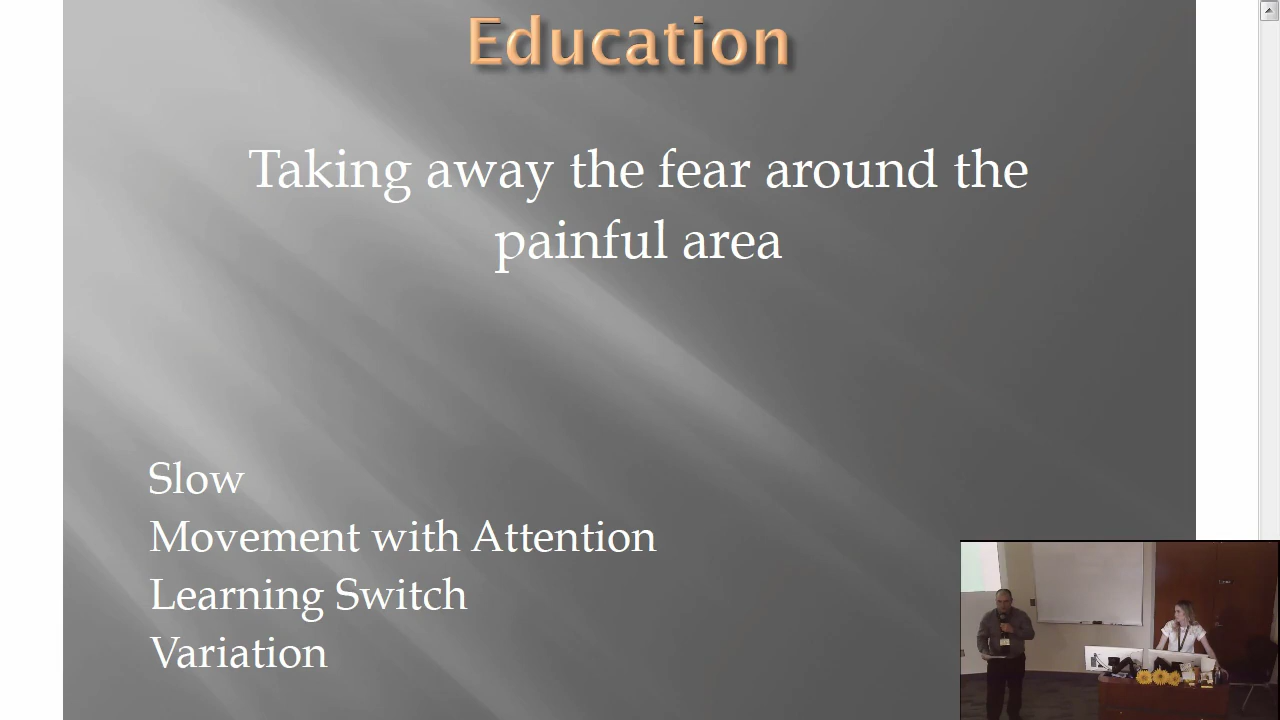 Education
Taking away the fear around the
painful area
Slow
Movement with Attention
Learning Switch
Variation